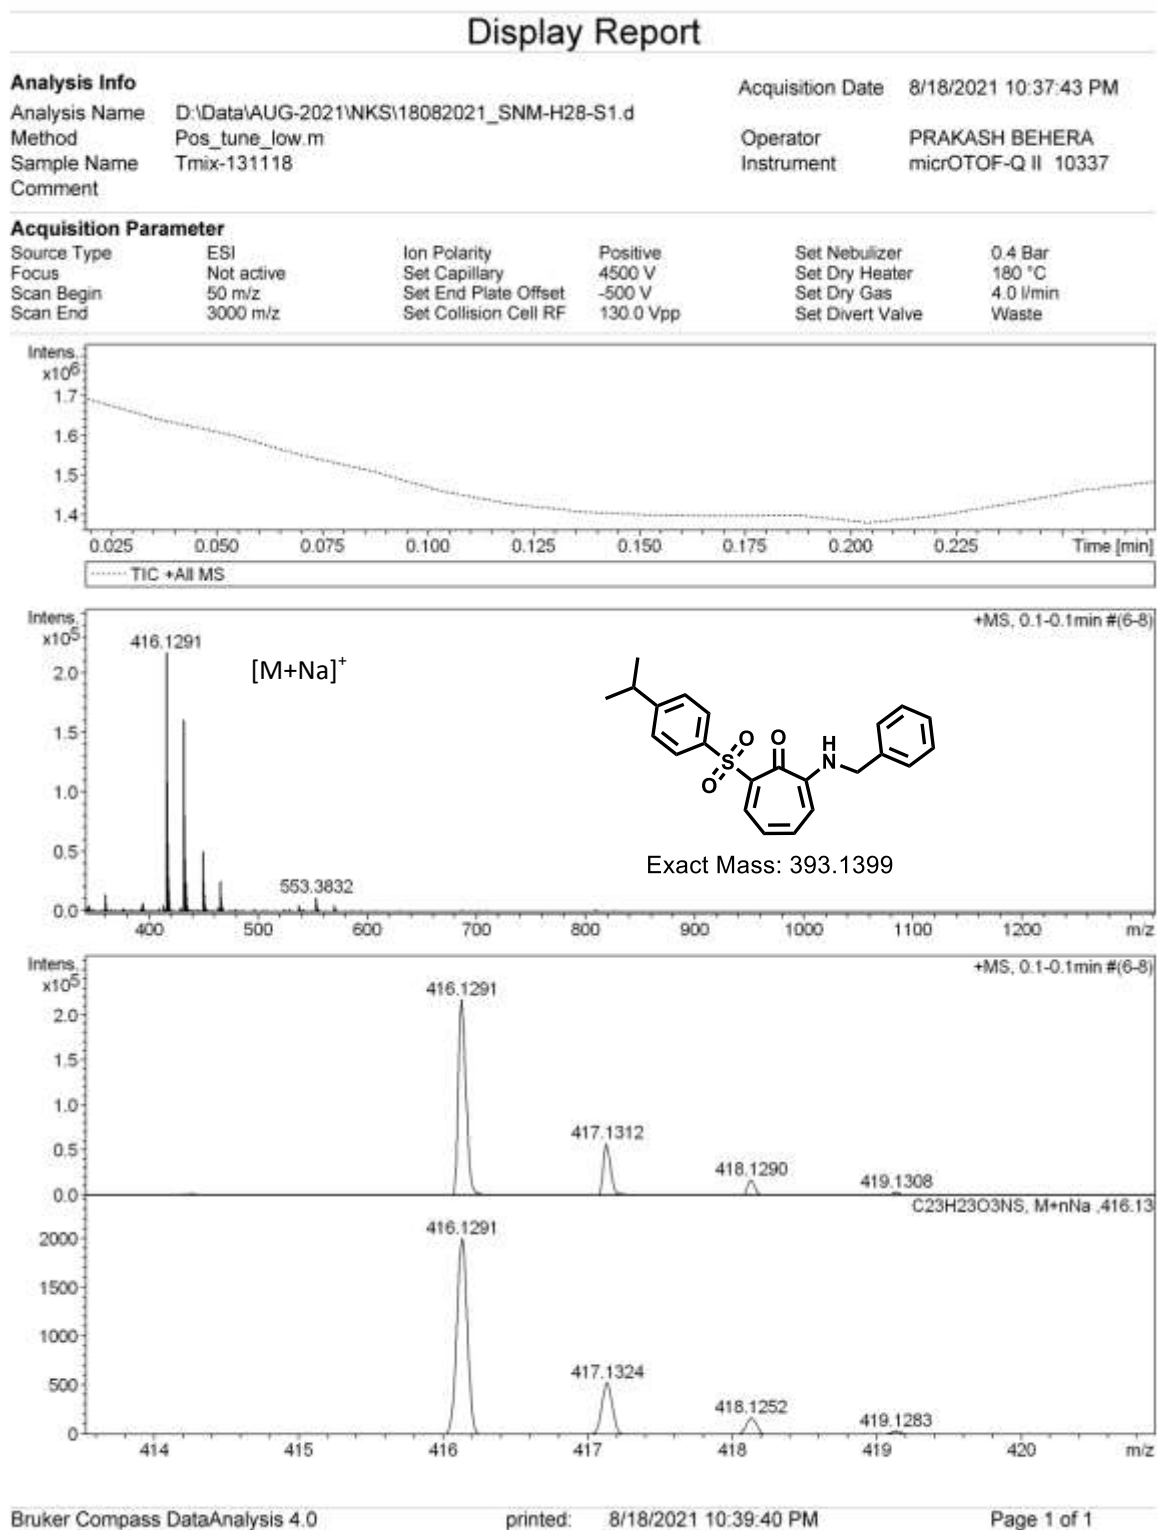 Display Report
Analysis Info
Acquisition Date 8/18/2021 10:37:43 PM
Analysis Name D:\Data\AUG-2021\NKS\18082021_SNM-H28-S1.d
Method Pos_tune_low.m Operator PRAKASH BEHERA
Sample Name Tmix-131118 Instrument micrOTOF-Q II 10337
Comment
Acquisition Parameter
Source Type ESI Ion Polarity Positive Set Nebulizer 0.4 Bar
Focus Not active Set Capillary 4500 V Set Dry Heater 180 °C
Scan Begin 50 m/z Set End Plate Offset -500 V Set Dry Gas 4.0 l/min
Scan End 3000 m/z Set Collision Cell RF 130.0 Vpp Set Divert Valve Waste
Intens.
x10⁶
1.7
1.6
1.5
1.4
0.025 0.050 0.075 0.100 0.125 0.150 0.175 0.200 0.225 Time [min]
TIC +All MS
Intens.
x10⁵
+MS, 0.1-0.1min #(6-8)
416.1291
[M+Na]⁺
2.0
1.5
1.0
0.5
0.0
553.3832
O
S
O
O
H
N
Exact Mass: 393.1399
400 500 600 700 800 900 1000 1100 1200 m/z
Intens.
x10⁵
+MS, 0.1-0.1min #(6-8)
416.1291
2.0
1.5
1.0
417.1312
0.5
418.1290
419.1308
0.0
C23H23O3NS, M+nNa ,416.13
416.1291
2000
1500
1000
417.1324
500
418.1252
419.1283
0
414 415 416 417 418 419 420 m/z
Bruker Compass DataAnalysis 4.0 printed: 8/18/2021 10:39:40 PM Page 1 of 1